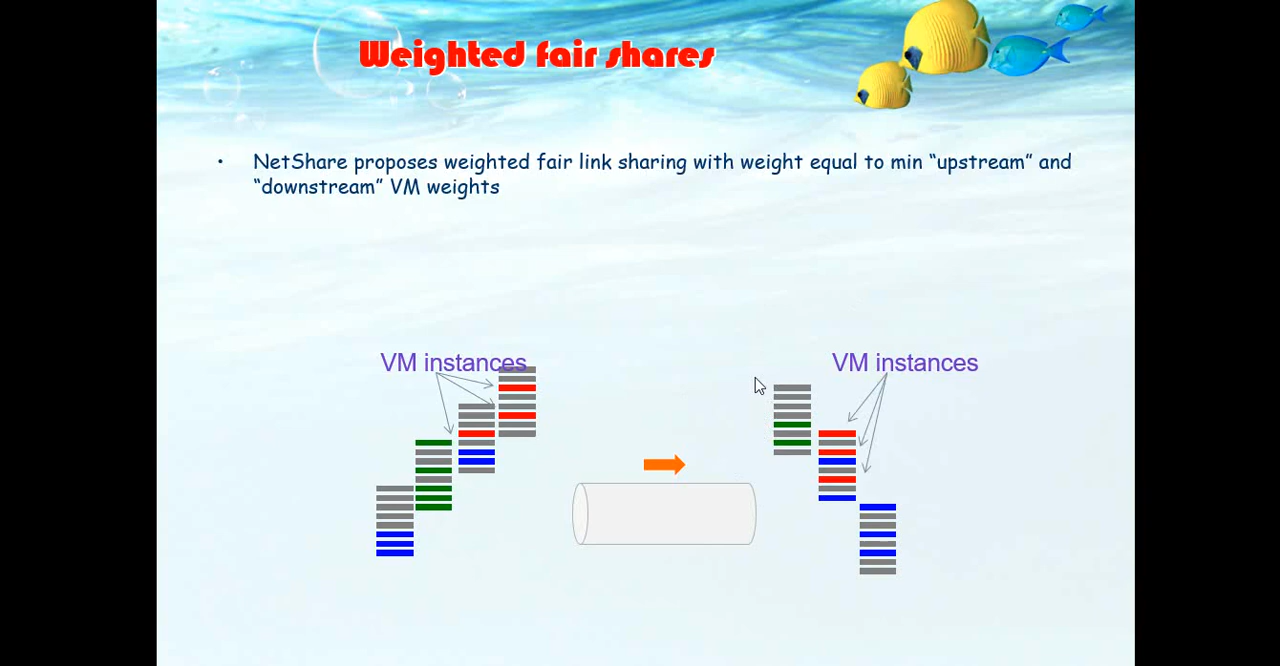 Weighted fair shares
• NetShare proposes weighted fair link sharing with weight equal to min “upstream” and
“downstream” VM weights
VM instances
VM instances